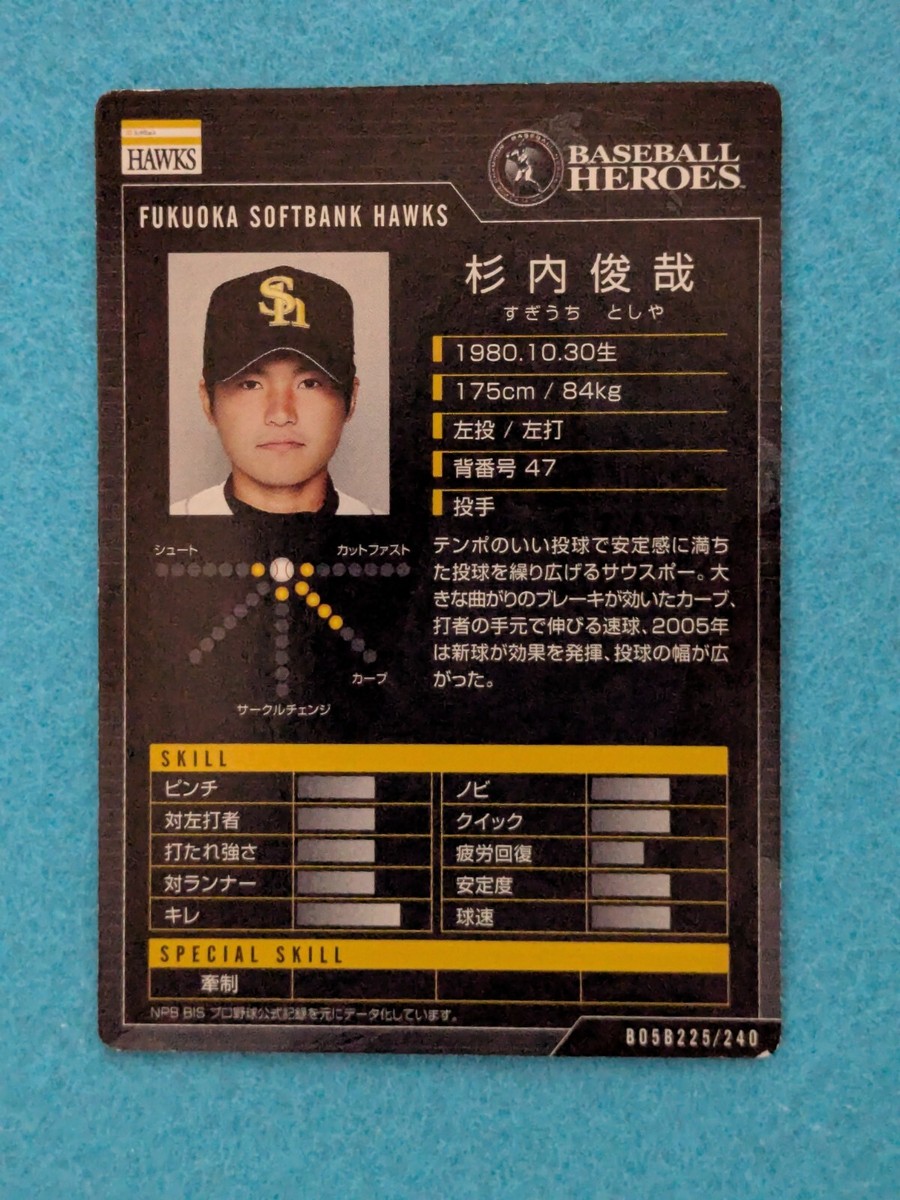 HAWKS
BASEBALL
HEROES
FUKUOKA SOFTBANK HAWKS
Sh
杉内俊哉
すぎうち としや
1980.10.30生
175cm / 84kg
左投 / 左打
背番号 47
投手
シュート
カットファスト
カーブ
サークルチェンジ
テンポのいい投球で安定感に満ち
た投球を繰り広げるサウスポー。大
きな曲がりのブレーキが効いたカーブ、
打者の手元で伸びる速球、2005年
は新球が効果を発揮、投球の幅が広
がった。
SKILL
ピンチ
ノビ
対左打者
クイック
打たれ強さ
疲労回復
対ランナー
安定度
キレ
球速
SPECIAL SKILL
牽制
NPB BIS プロ野球公式記録を元にデータ化しています。
B05B225/240